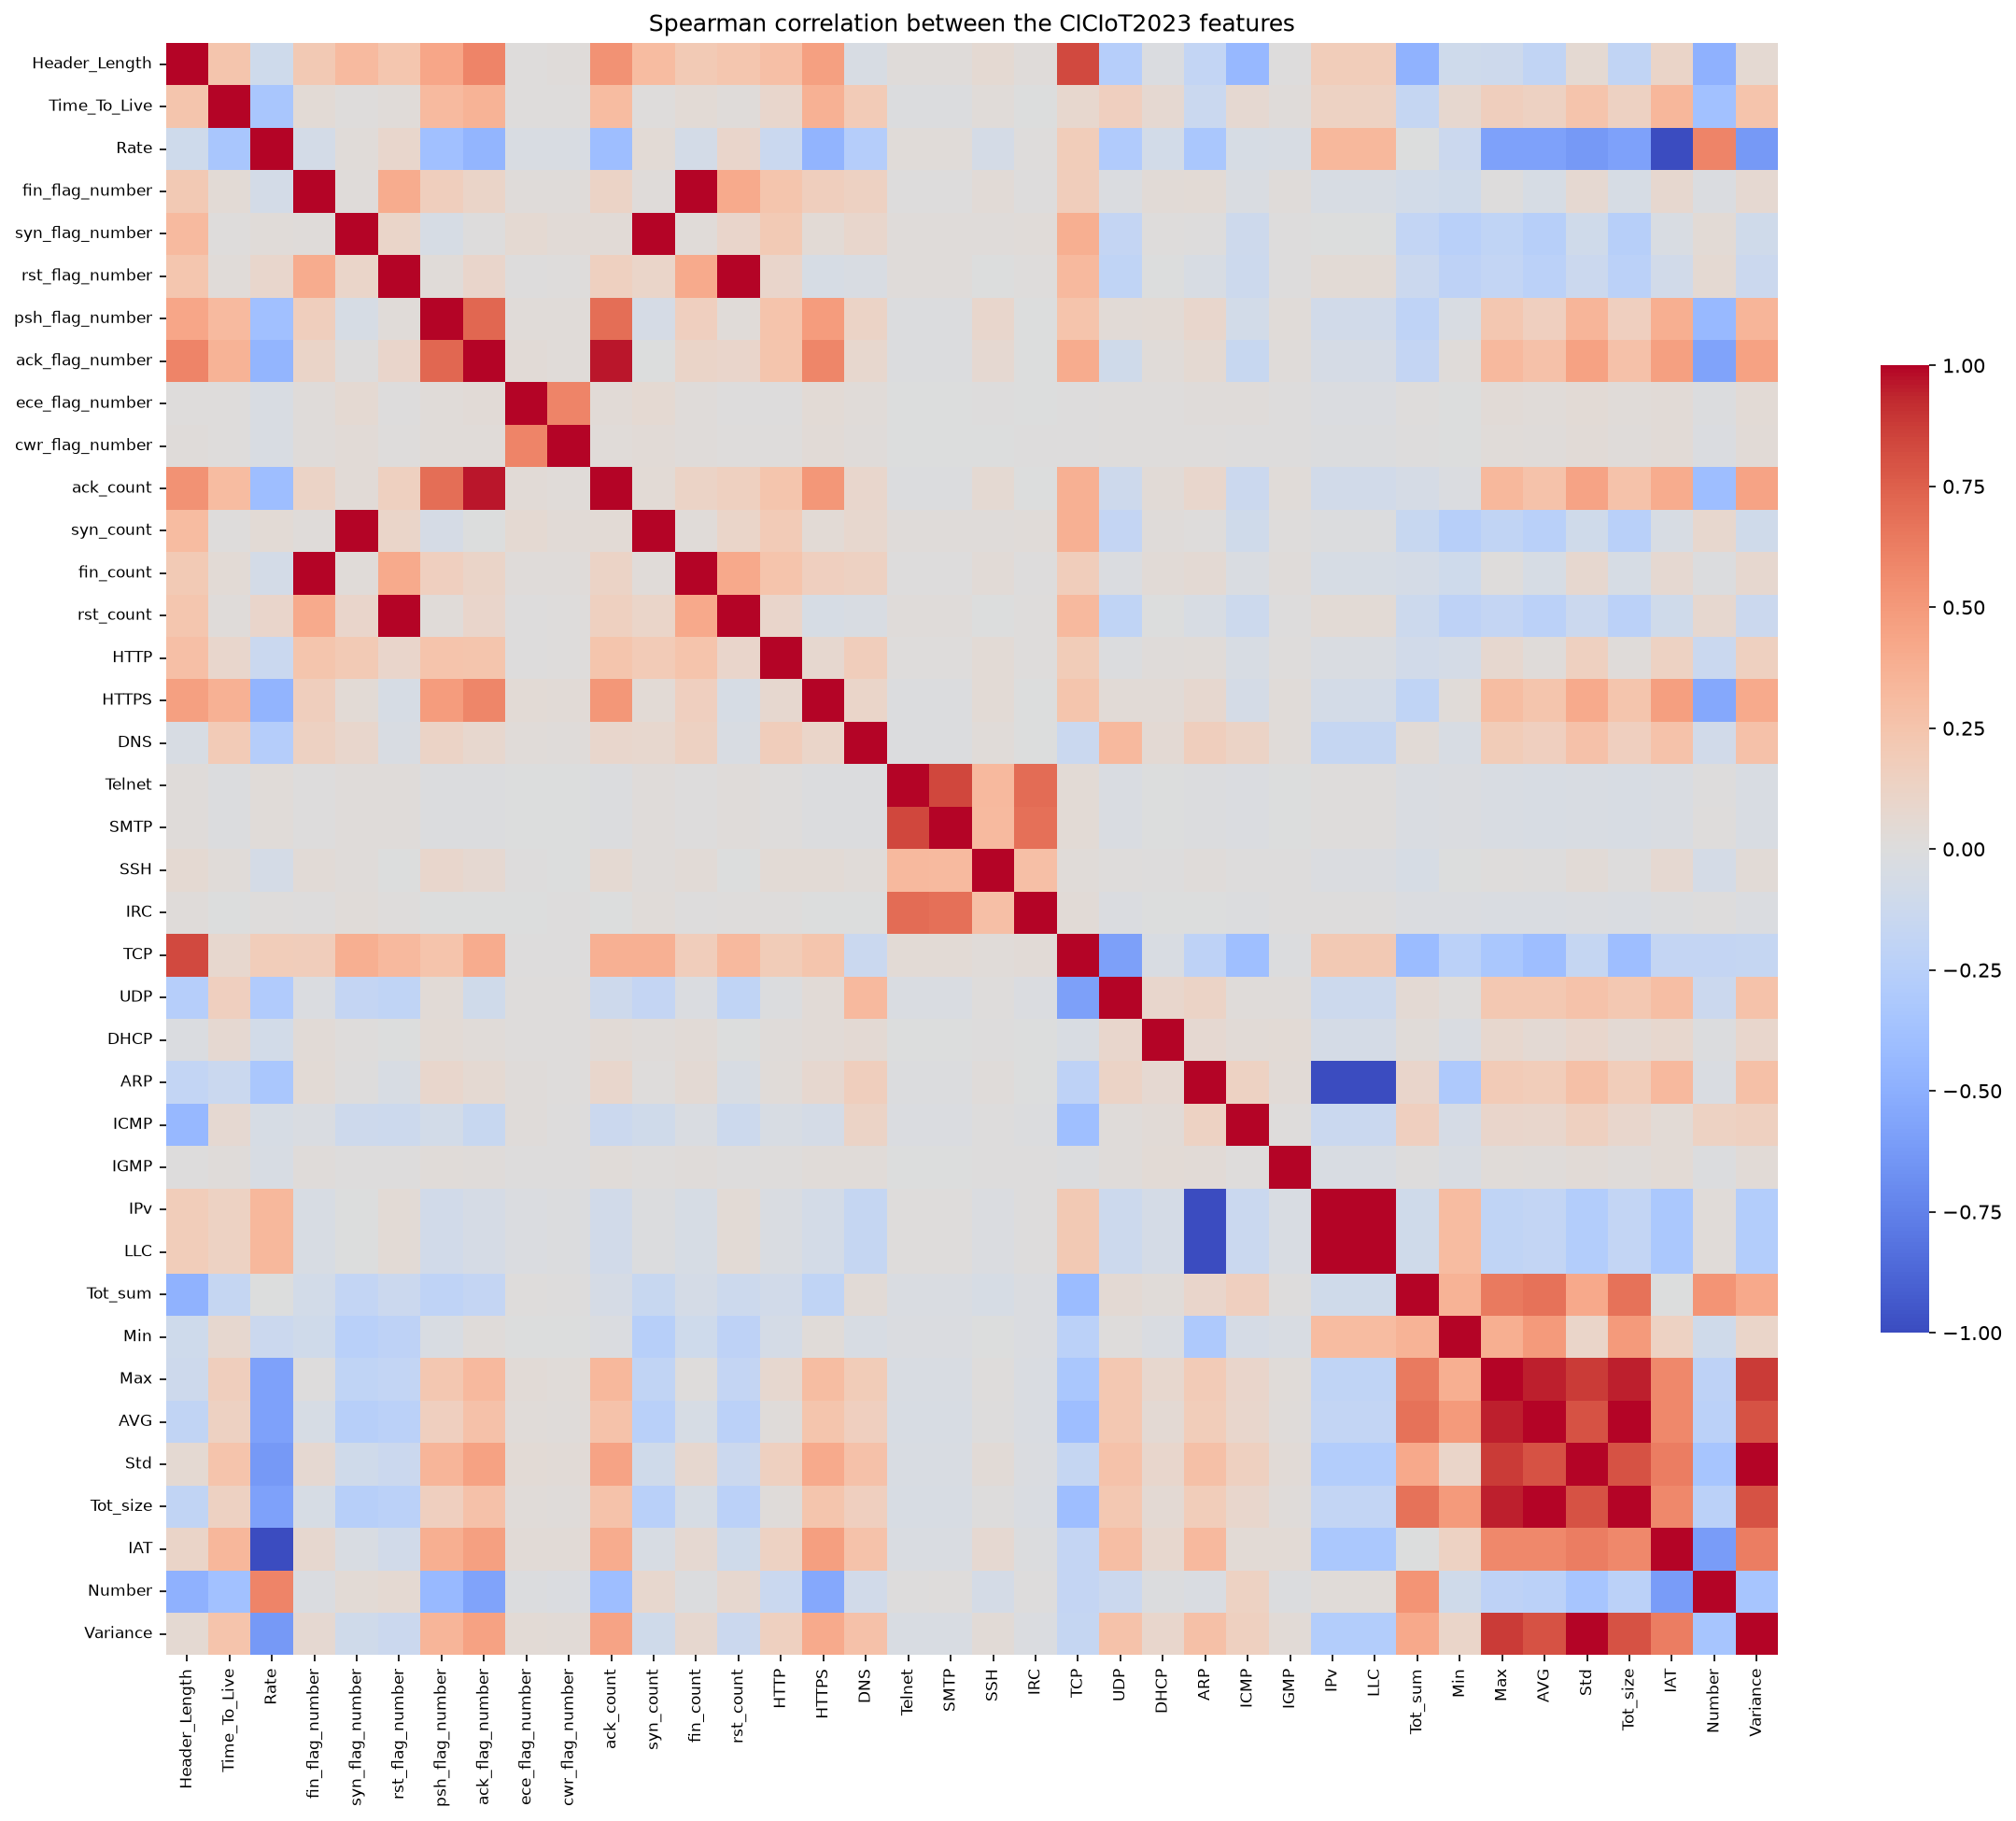 Spearman correlation between the CICIoT2023 features
Header_Length
Time_To_Live
Rate
fin_flag_number
syn_flag_number
rst_flag_number
psh_flag_number
ack_flag_number
ece_flag_number
cwr_flag_number
ack_count
syn_count
fin_count
rst_count
HTTP
HTTPS
DNS
Telnet
SMTP
SSH
IRC
TCP
UDP
DHCP
ARP
ICMP
IGMP
IPv
LLC
Tot_sum
Min
Max
AVG
Std
Tot_size
IAT
Number
Variance
Header_Length
Time_To_Live
Rate
fin_flag_number
syn_flag_number
rst_flag_number
psh_flag_number
ack_flag_number
ece_flag_number
cwr_flag_number
ack_count
syn_count
fin_count
rst_count
HTTP
HTTPS
DNS
Telnet
SMTP
SSH
IRC
TCP
UDP
DHCP
ARP
ICMP
IGMP
IPv
LLC
Tot_sum
Min
Max
AVG
Std
Tot_size
IAT
Number
Variance
1.00
0.75
0.50
0.25
0.00
−0.25
−0.50
−0.75
−1.00